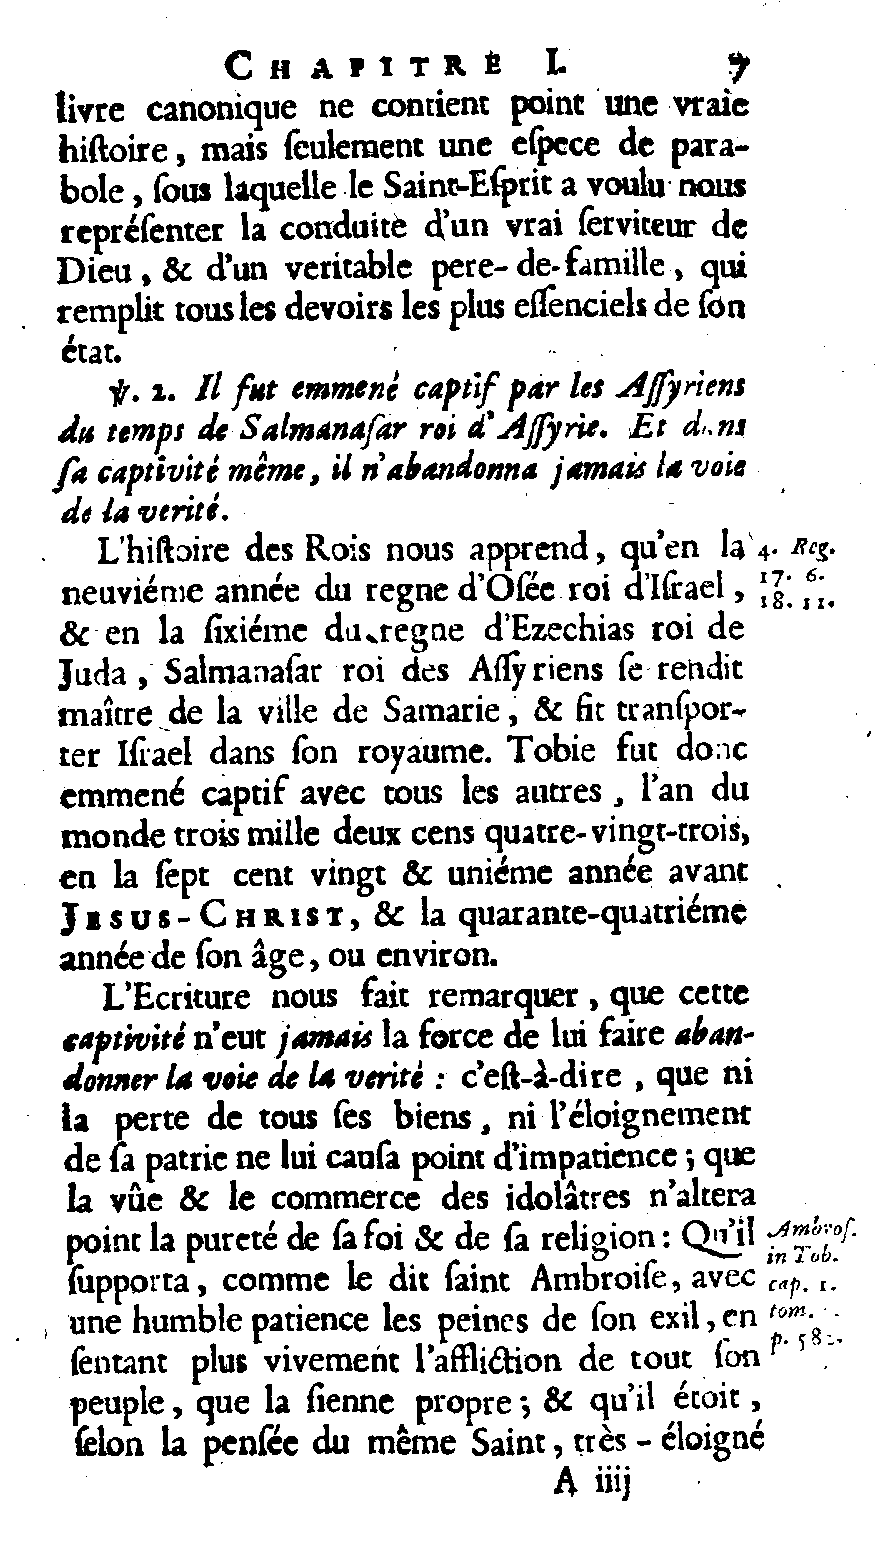 CHAPITRE I. 7
livre canonique ne contient point une vraie
hiſtoire, mais ſeulement une eſpece de para-
bole, ſous laquelle le Saint-Eſprit a voulu nous
repréſenter la conduite d'un vrai ſerviteur de
Dieu, & d'un veritable pere-de-famille, qui
remplit tous les devoirs les plus eſſenciels de ſon
état.
℣. 2. Il fut emmené captif par les Aſſyriens
du temps de Salmanaſar roi d'Aſſyrie. Et dans
ſa captivité même, il n'abandonna jamais la voie
de la verité.
L'hiſtoire des Rois nous apprend, qu'en la
4. Reg.
neuviéme année du regne d'Oſée roi d'Iſrael,
17. 6.
18. 11.
& en la ſixiéme du regne d'Ezechias roi de
Juda, Salmanaſar roi des Aſſyriens ſe rendit
maître de la ville de Samarie, & fit tranſpor-
ter Iſrael dans ſon royaume. Tobie fut donc
emmené captif avec tous les autres, l'an du
monde trois mille deux cens quatre-vingt-trois,
en la ſept cent vingt & uniéme année avant
JESUS-CHRIST, & la quarante-quatriéme
année de ſon âge, ou environ.
L'Ecriture nous fait remarquer, que cette
captivité n'eut jamais la force de lui faire aban-
donner la voie de la verité : c'eſt-à-dire, que ni
la perte de tous ſes biens, ni l'éloignement
de ſa patrie ne lui cauſa point d'impatience ; que
la vûe & le commerce des idolâtres n'altera
point la pureté de ſa foi & de ſa religion : Qu'il
Ambroſ.
in Tob.
ſupporta, comme le dit ſaint Ambroiſe, avec
cap. 1.
une humble patience les peines de ſon exil, en
tom.
ſentant plus vivement l'affliction de tout ſon
p. 58
peuple, que la ſienne propre ; & qu'il étoit,
ſelon la penſée du même Saint, très-éloigné
A iiij